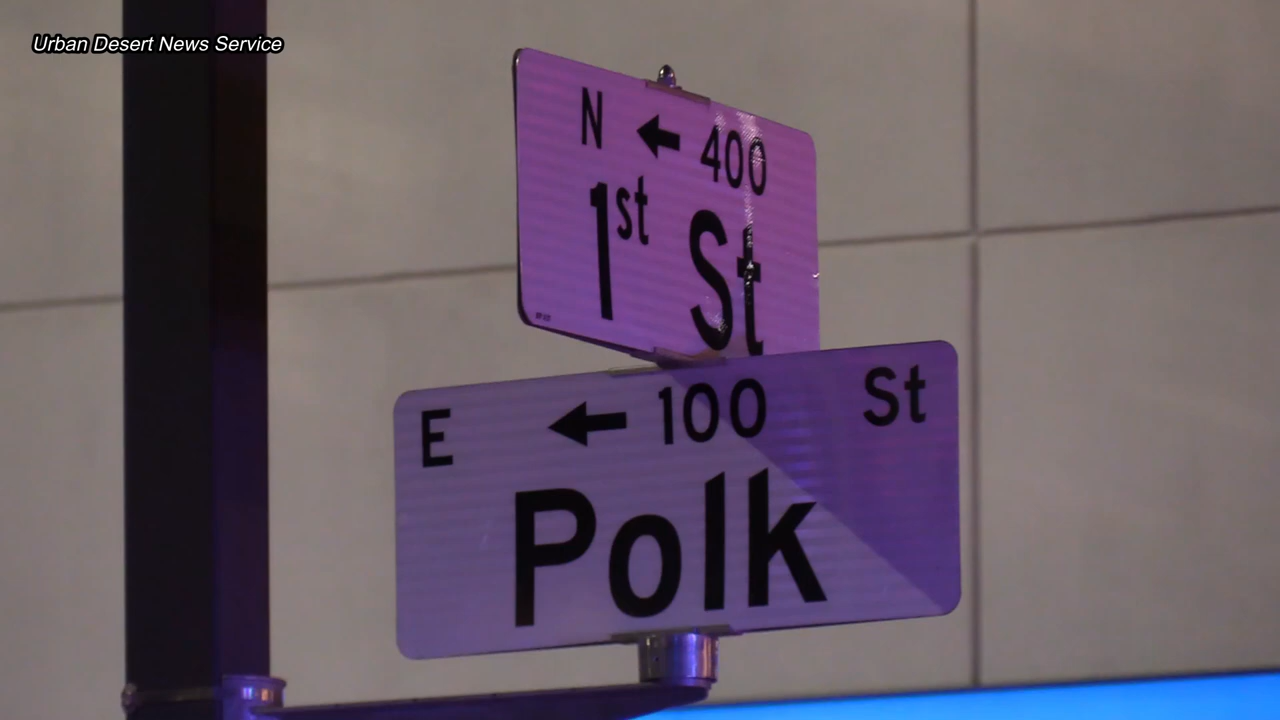 Urban Desert News Service
N ← 400
1st St
E ← 100 St
Polk